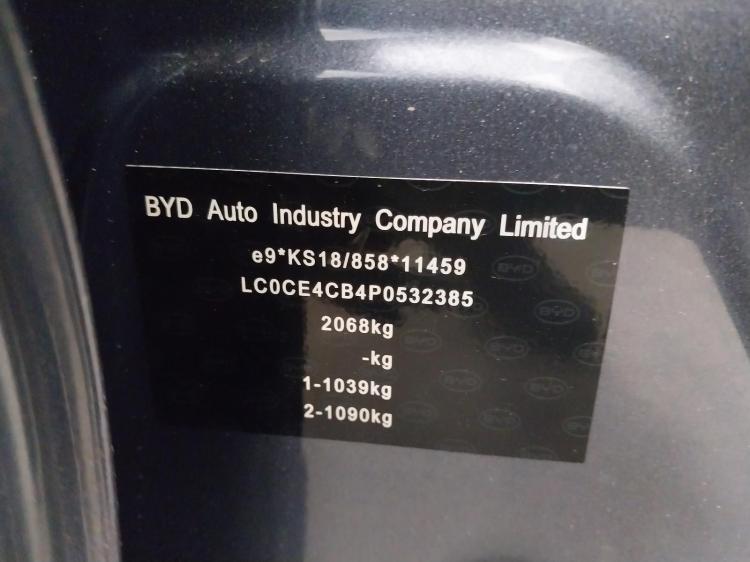 BYD Auto Industry Company Limited
e9*KS18/858*11459
LC0CE4CB4P0532385
2068kg
-kg
1-1039kg
2-1090kg